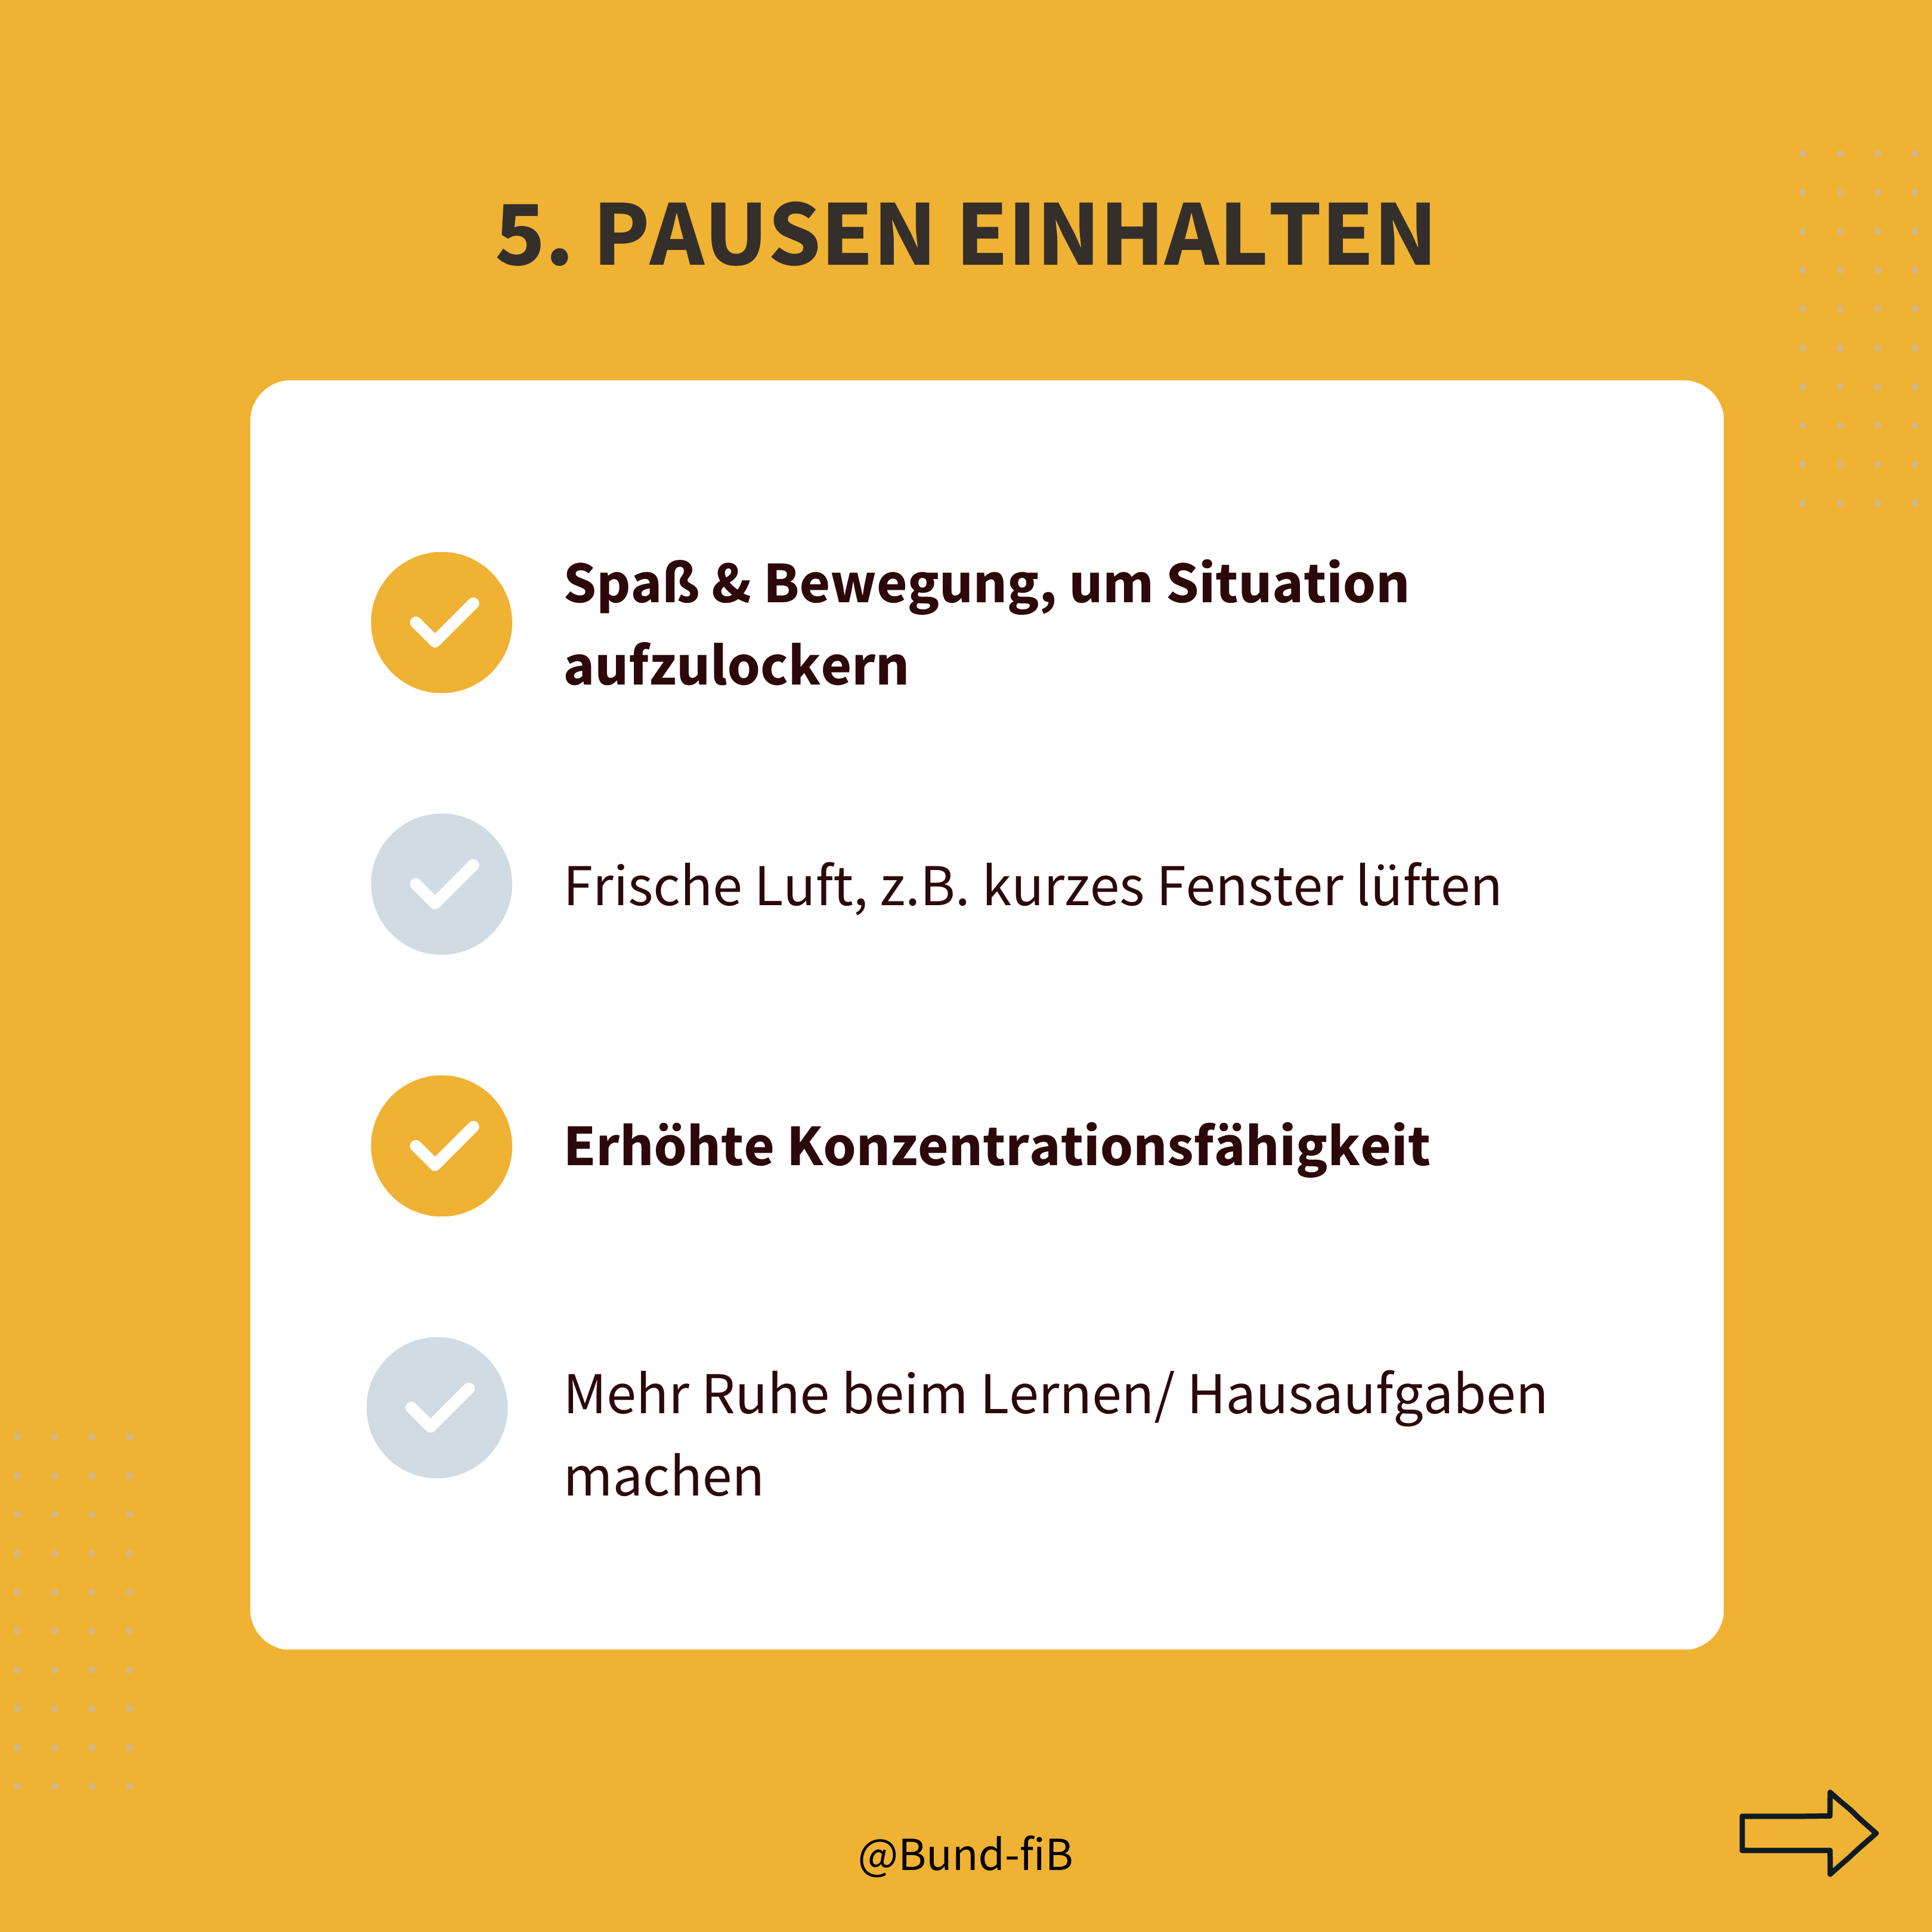 5. PAUSEN EINHALTEN
Spaß & Bewegung, um Situation
aufzulockern
Frische Luft, z.B. kurzes Fenster lüften
Erhöhte Konzentrationsfähigkeit
Mehr Ruhe beim Lernen/ Hausaufgaben
machen
@Bund-fiB